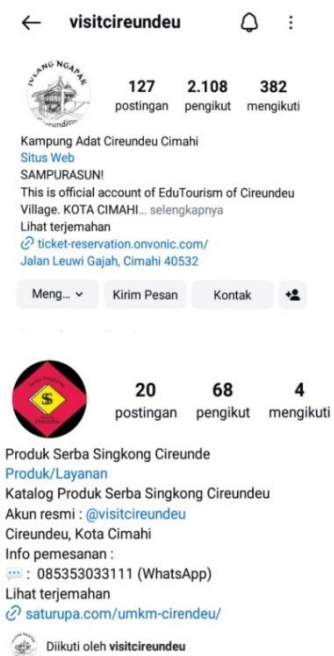 visitcireundeu
JULANG NGAPAK
127 2.108 382
postingan pengikut mengikuti
Kampung Adat Cireundeu Cimahi
Situs Web
SAMPURASUN!
This is official account of EduTourism of Cireundeu
Village. KOTA CIMAHI... selengkapnya
Lihat terjemahan
ticket-reservation.onvonic.com/
Jalan Leuwi Gajah, Cimahi 40532
Meng... Kirim Pesan Kontak
20 68 4
postingan pengikut mengikuti
Produk Serba Singkong Cireunde
Produk/Layanan
Katalog Produk Serba Singkong Cireundeu
Akun resmi : @visitcireundeu
Cireundeu, Kota Cimahi
Info pemesanan :
💬 : 085353033111 (WhatsApp)
Lihat terjemahan
saturupa.com/umkm-cirendeu/
Diikuti oleh visitcireundeu